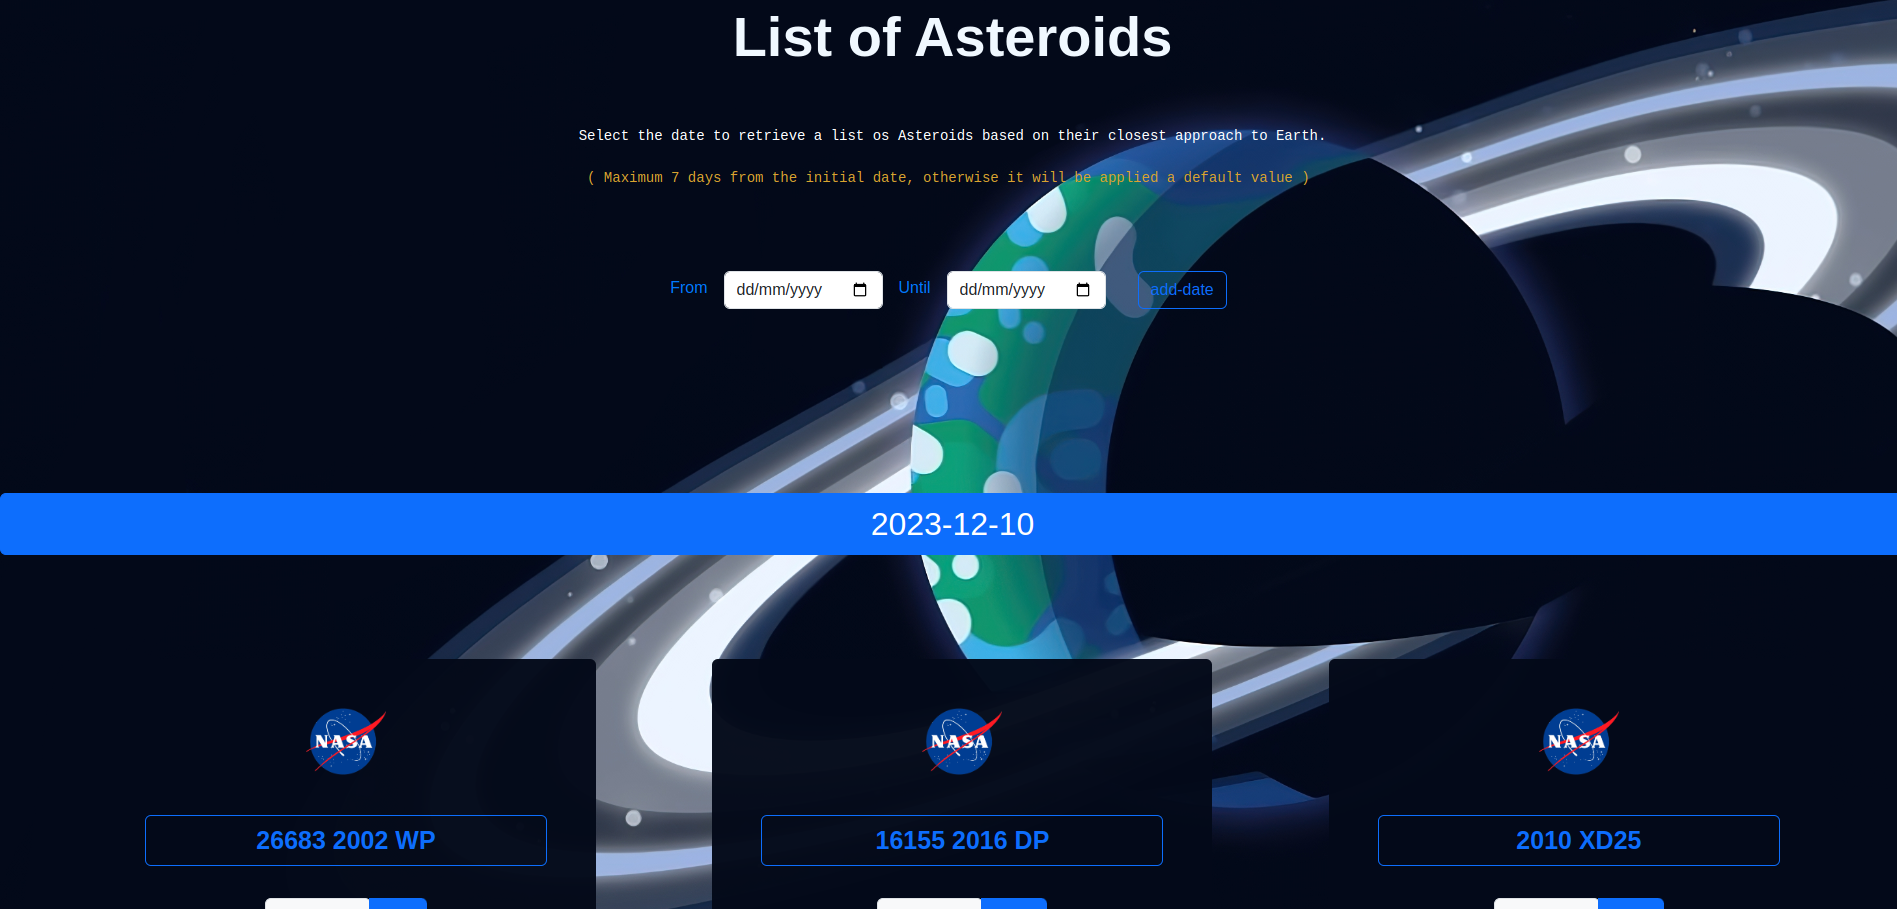 List of Asteroids
Select the date to retrieve a list os Asteroids based on their closest approach to Earth.
( Maximum 7 days from the initial date, otherwise it will be applied a default value )
From dd/mm/yyyy Until dd/mm/yyyy add-date
2023-12-10
NASA NASA NASA
26683 2002 WP 16155 2016 DP 2010 XD25